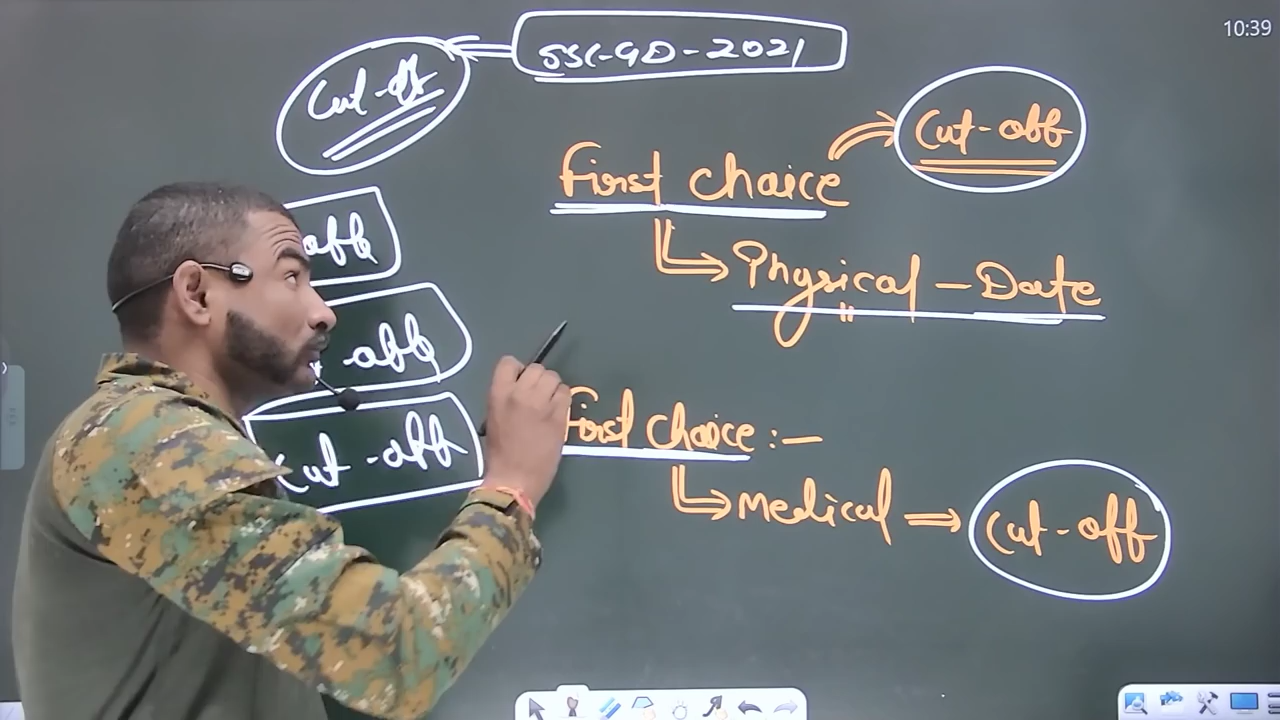 10:39
SSC-GD-2021
Cut-off
First choice
Cut-off
Physical - Date
off
-off
Cut-off
First choice :-
Medical
Cut-off